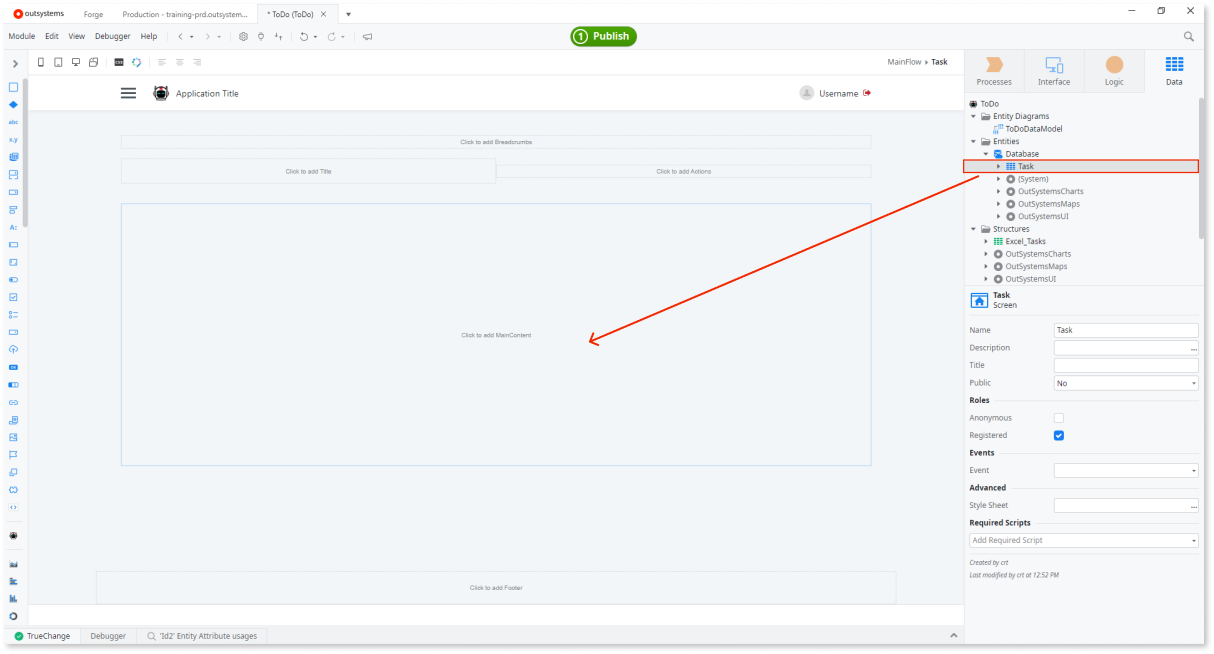 outsystems
Forge
Production - training-prd.outsystem...
* ToDo (ToDo)
Module Edit View Debugger Help
1 Publish
MainFlow Task
Processes Interface Logic Data
Application Title
Username
Click to add Breadcrumbs
Click to add Title
Click to add Actions
Click to add MainContent
Click to add Footer
abc
x,y
ToDo
Entity Diagrams
ToDoDataModel
Entities
Database
Task
(System)
OutSystemsCharts
OutSystemsMaps
OutSystemsUI
Structures
Excel_Tasks
OutSystemsCharts
OutSystemsMaps
OutSystemsUI
Task
Screen
Name Task
Description ...
Title
Public No
Roles
Anonymous
Registered
Events
Event
Advanced
Style Sheet ...
Required Scripts
Add Required Script
Created by crt
Last modified by crt at 12:52 PM
TrueChange
Debugger
'Id2' Entity Attribute usages